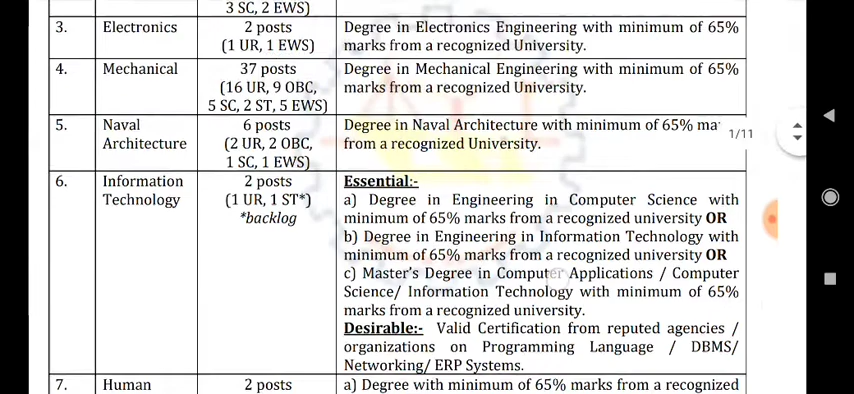 3 SC, 2 EWS)
3. Electronics 2 posts Degree in Electronics Engineering with minimum of 65%
(1 UR, 1 EWS) marks from a recognized University.
4. Mechanical 37 posts Degree in Mechanical Engineering with minimum of 65%
(16 UR, 9 OBC, marks from a recognized University.
5 SC, 2 ST, 5 EWS)
5. Naval 6 posts Degree in Naval Architecture with minimum of 65% ma
Architecture (2 UR, 2 OBC, from a recognized University.
1 SC, 1 EWS)
1/11
6. Information 2 posts Essential:-
Technology (1 UR, 1 ST*) a) Degree in Engineering in Computer Science with
*backlog minimum of 65% marks from a recognized university OR
b) Degree in Engineering in Information Technology with
minimum of 65% marks from a recognized university OR
c) Master's Degree in Computer Applications / Computer
Science/ Information Technology with minimum of 65%
marks from a recognized university.
Desirable:- Valid Certification from reputed agencies /
organizations on Programming Language / DBMS/
Networking/ ERP Systems.
7. Human 2 posts a) Degree with minimum of 65% marks from a recognized